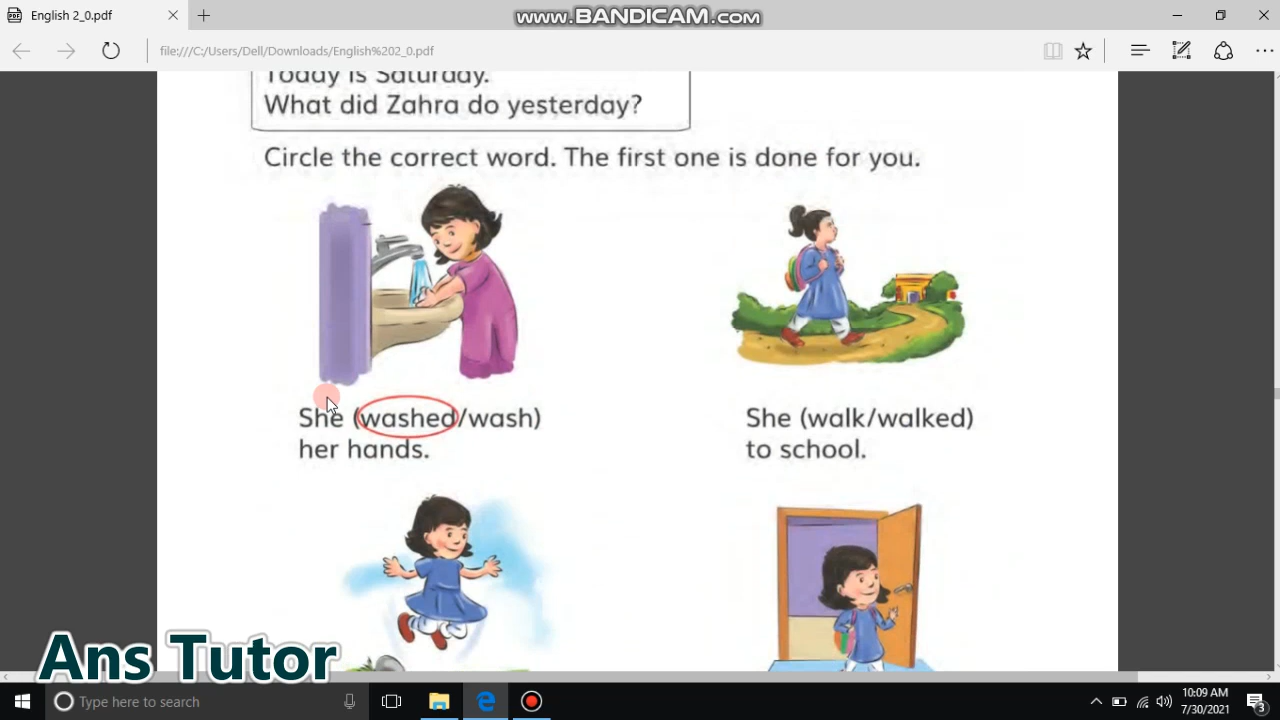 English 2_0.pdf
www.BANDICAM.com
file:///C:/Users/Dell/Downloads/English%202_0.pdf
Today is Saturday.
What did Zahra do yesterday?
Circle the correct word. The first one is done for you.
She (washed/wash)
her hands.
She (walk/walked)
to school.
Ans Tutor
Type here to search
10:09 AM
7/30/2021
3